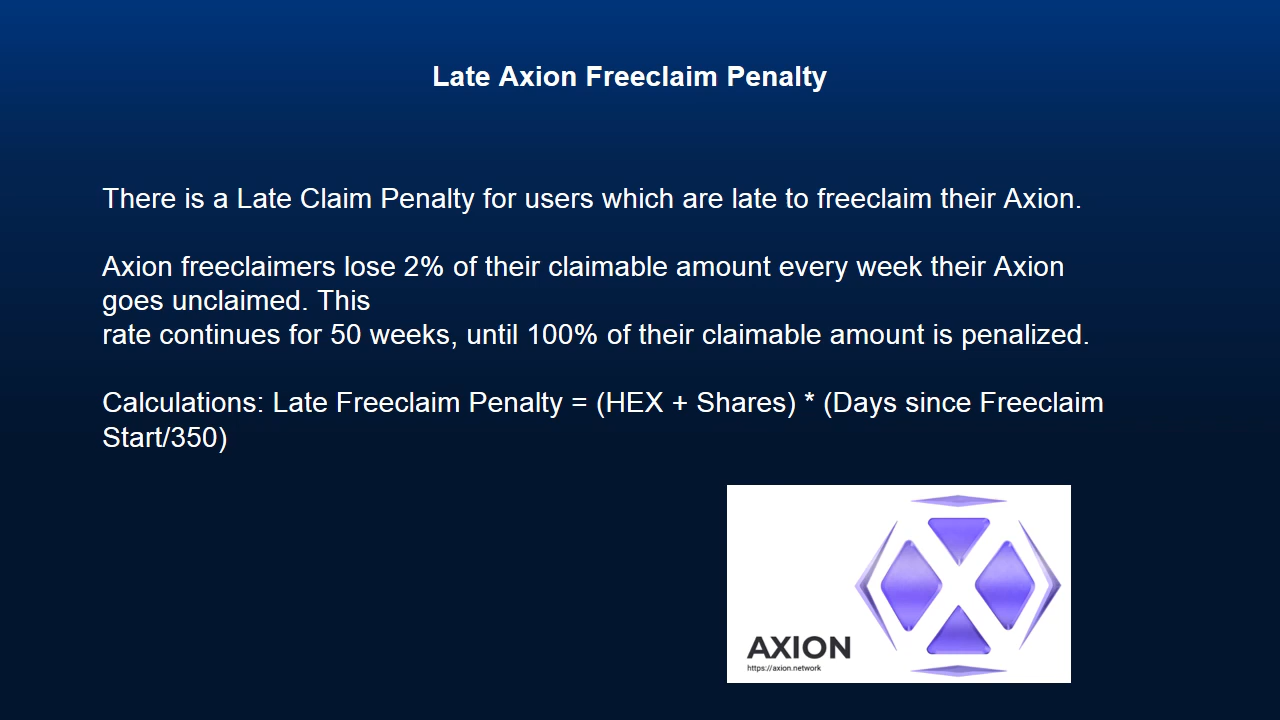 Late Axion Freeclaim Penalty
There is a Late Claim Penalty for users which are late to freeclaim their Axion.
Axion freeclaimers lose 2% of their claimable amount every week their Axion
goes unclaimed. This
rate continues for 50 weeks, until 100% of their claimable amount is penalized.
Calculations: Late Freeclaim Penalty = (HEX + Shares) * (Days since Freeclaim
Start/350)
AXION
https://axion.network